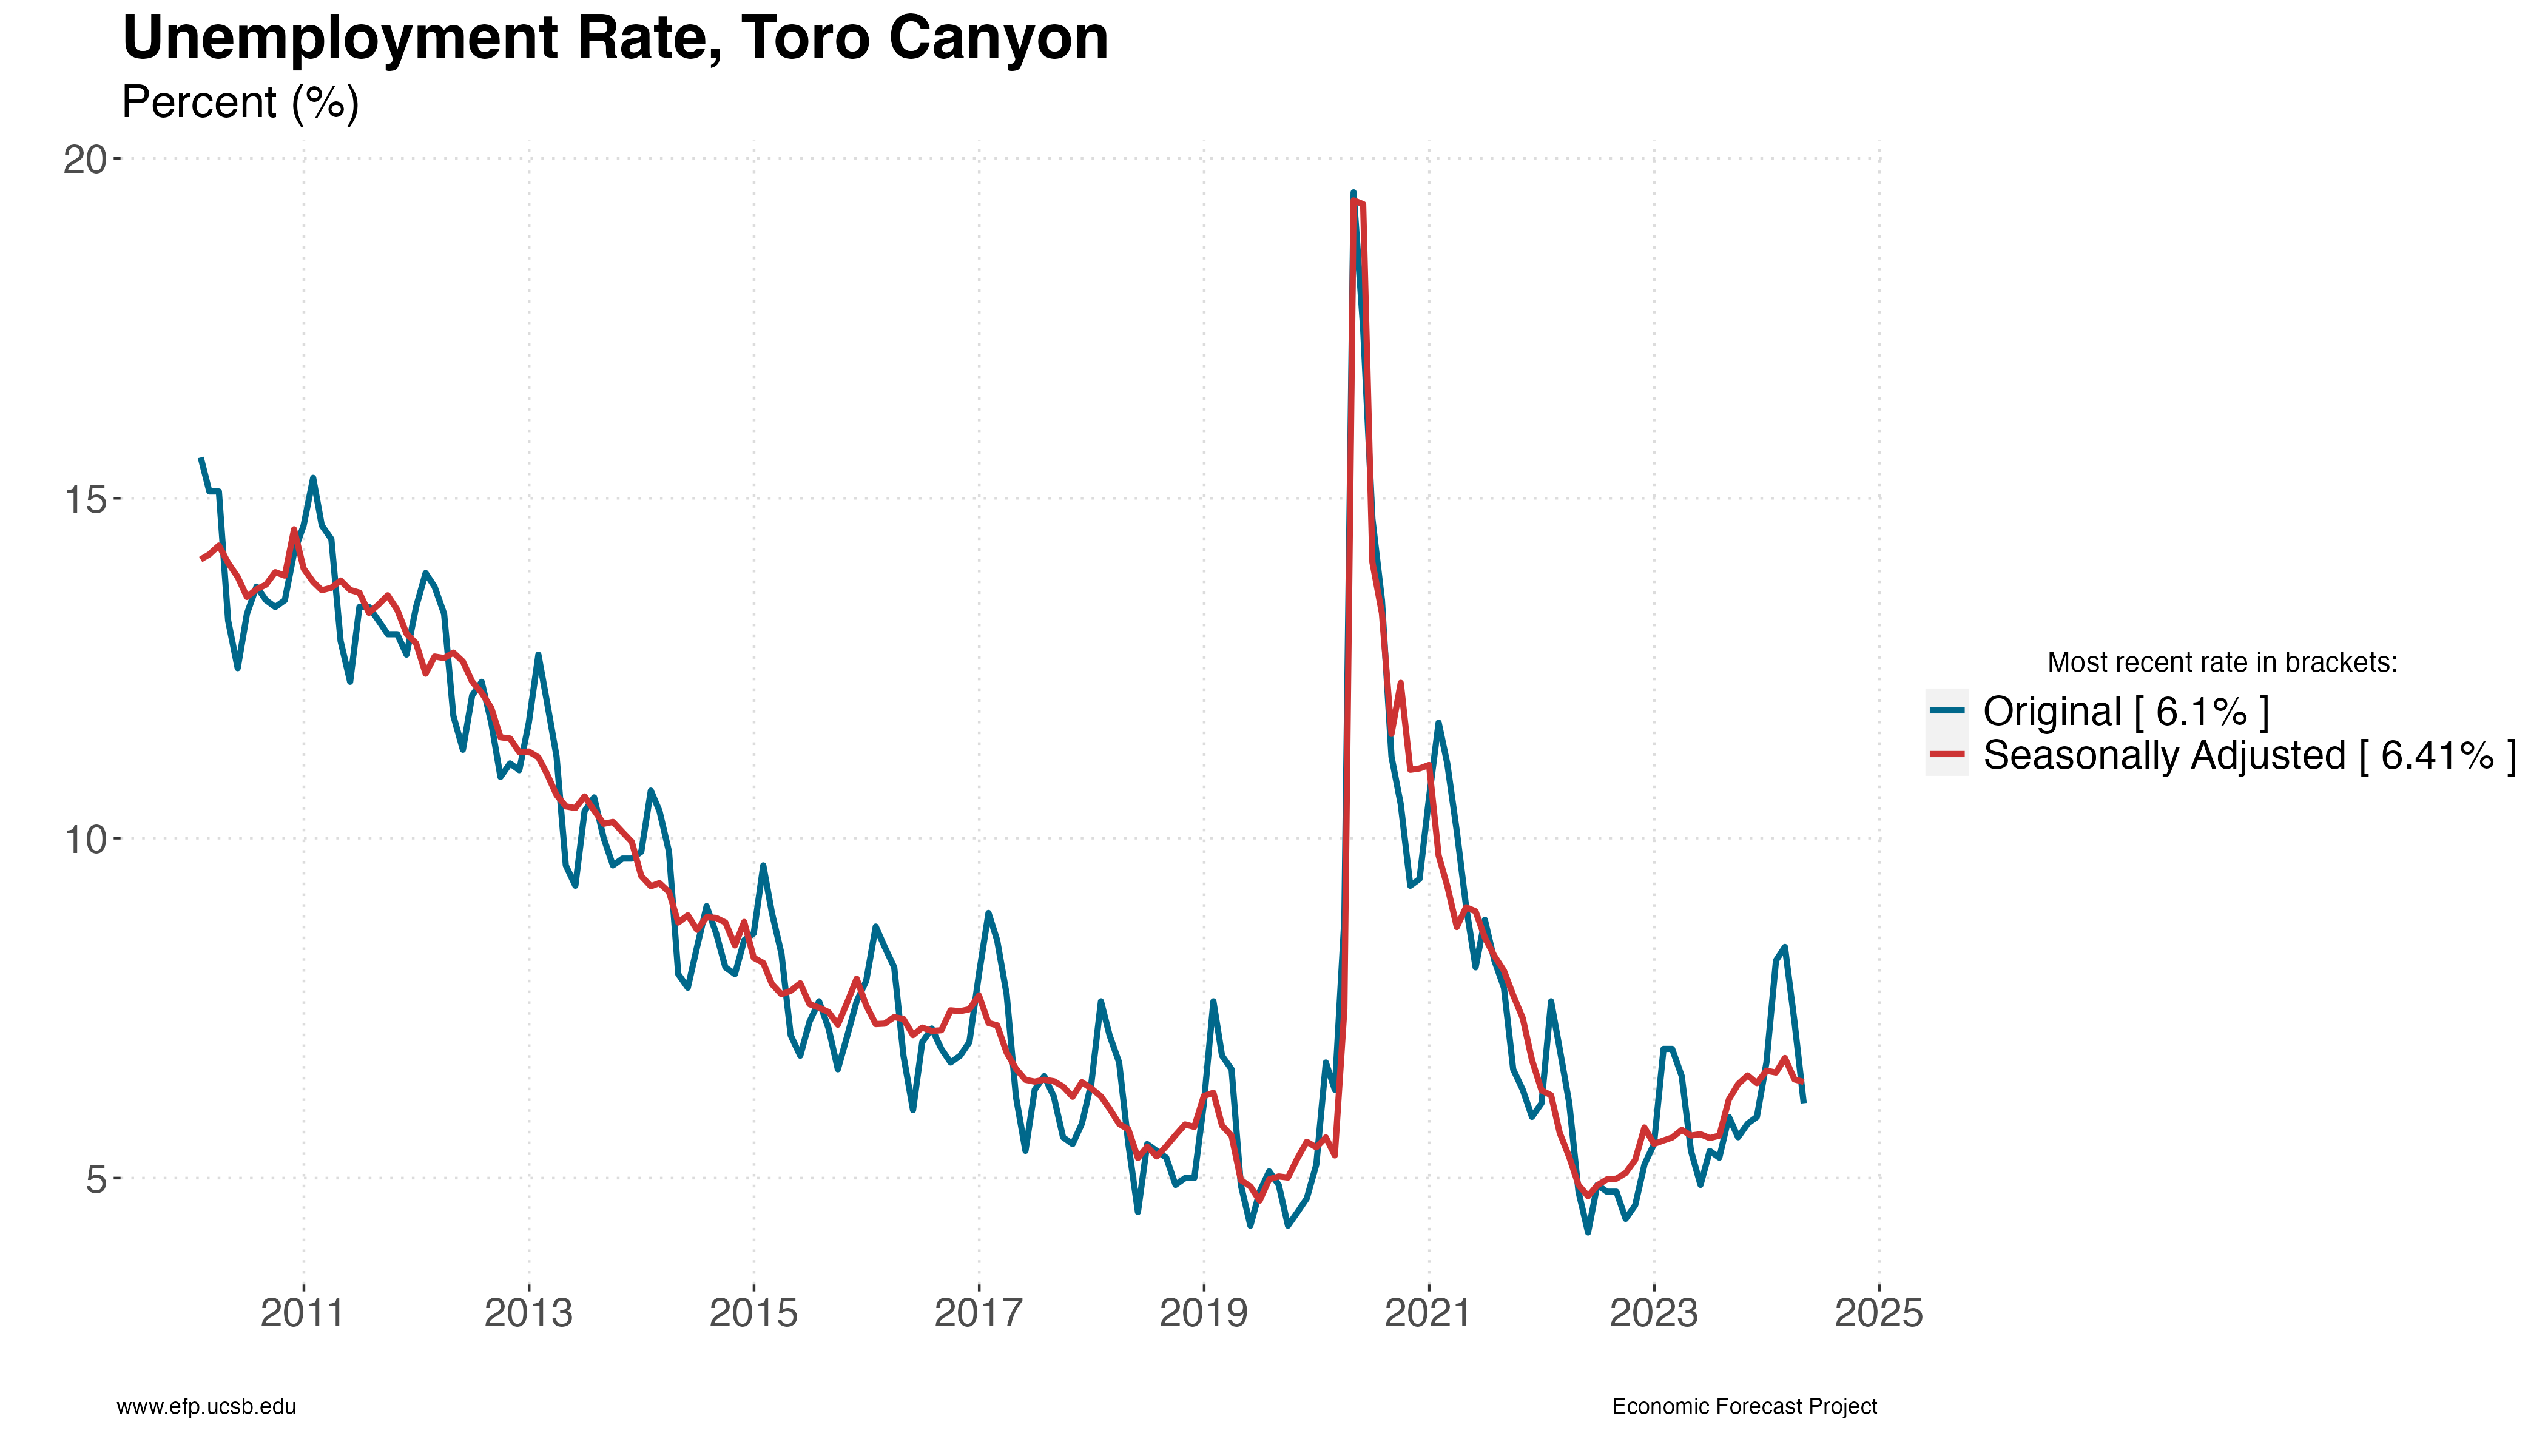 Unemployment Rate, Toro Canyon
Percent (%)
20
15
10
5
2011 2013 2015 2017 2019 2021 2023 2025
Most recent rate in brackets:
Original [ 6.1% ]
Seasonally Adjusted [ 6.41% ]
www.efp.ucsb.edu
Economic Forecast Project